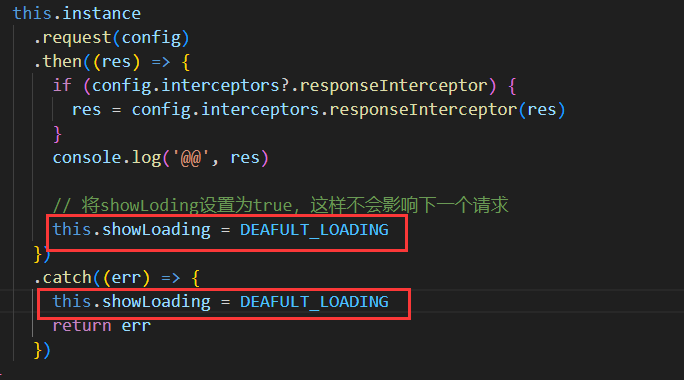 this.instance
.request(config)
.then((res) => {
if (config.interceptors?.responseInterceptor) {
res = config.interceptors.responseInterceptor(res)
}
console.log('@@', res)
// 将showLoding设置为true, 这样不会影响下一个请求
this.showLoading = DEAFULT_LOADING
})
.catch((err) => {
this.showLoading = DEAFULT_LOADING
return err
})